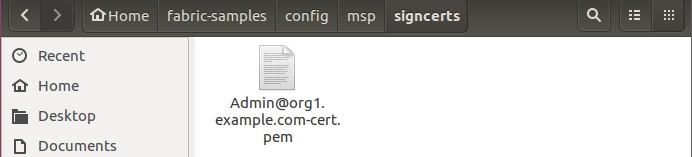 Home fabric-samples config msp signcerts
Recent
Home
Desktop
Documents
Admin@org1.
example.com-cert.
pem